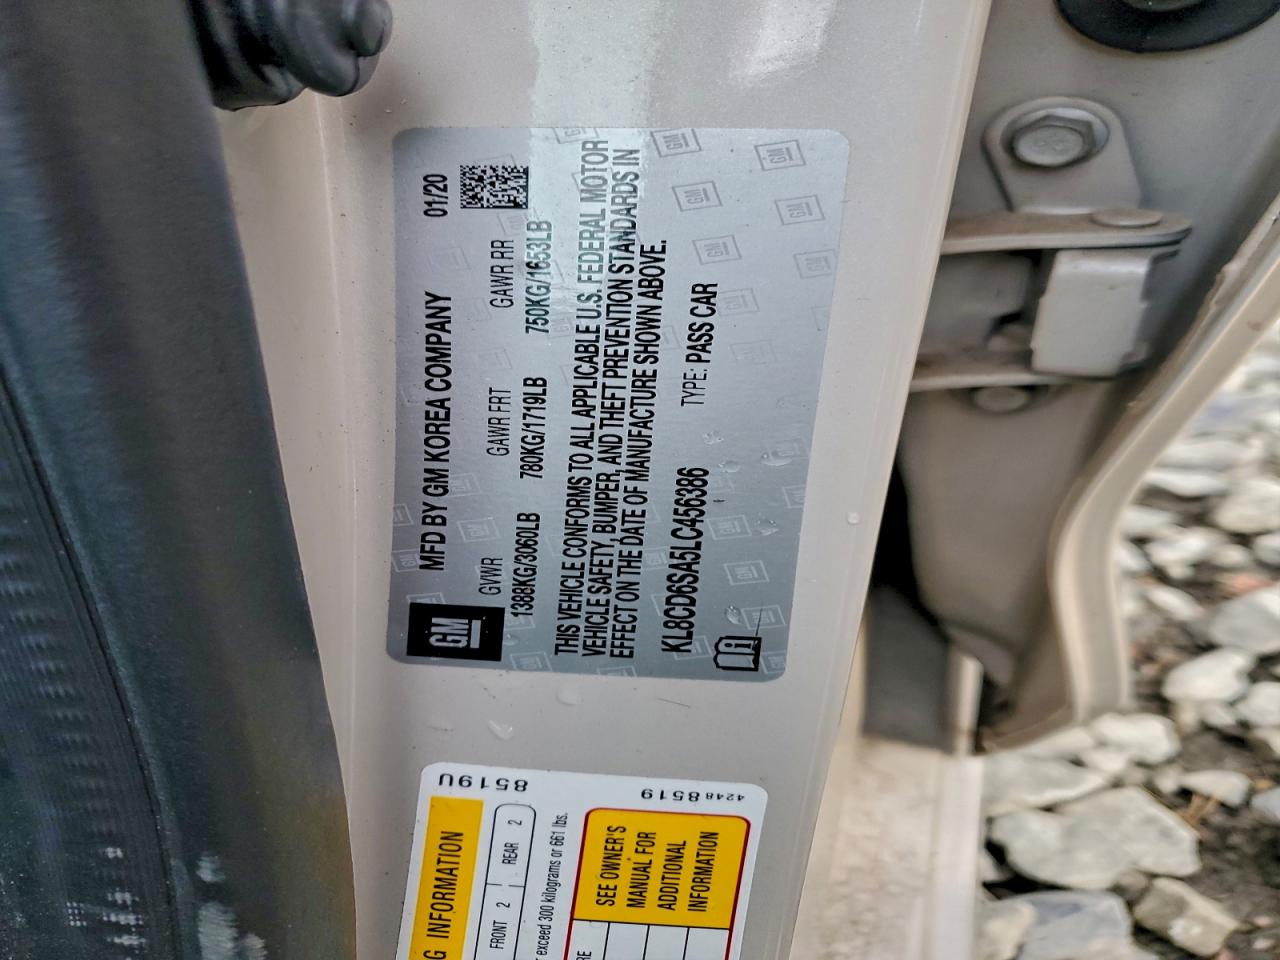 GM
MFD BY GM KOREA COMPANY 01/20
GVWR GAWR FRT GAWR RR
1388KG/3060LB 780KG/1719LB 750KG/1653LB
THIS VEHICLE CONFORMS TO ALL APPLICABLE U.S. FEDERAL MOTOR
VEHICLE SAFETY, BUMPER, AND THEFT PREVENTION STANDARDS IN
EFFECT ON THE DATE OF MANUFACTURE SHOWN ABOVE.
KL8CD6SA5LC456386 TYPE: PASS CAR
8519U
4248 8519
G INFORMATION
FRONT 2 REAR 2
r exceed 300 kilograms or 661 lbs.
RE
SEE OWNER'S
MANUAL FOR
ADDITIONAL
INFORMATION